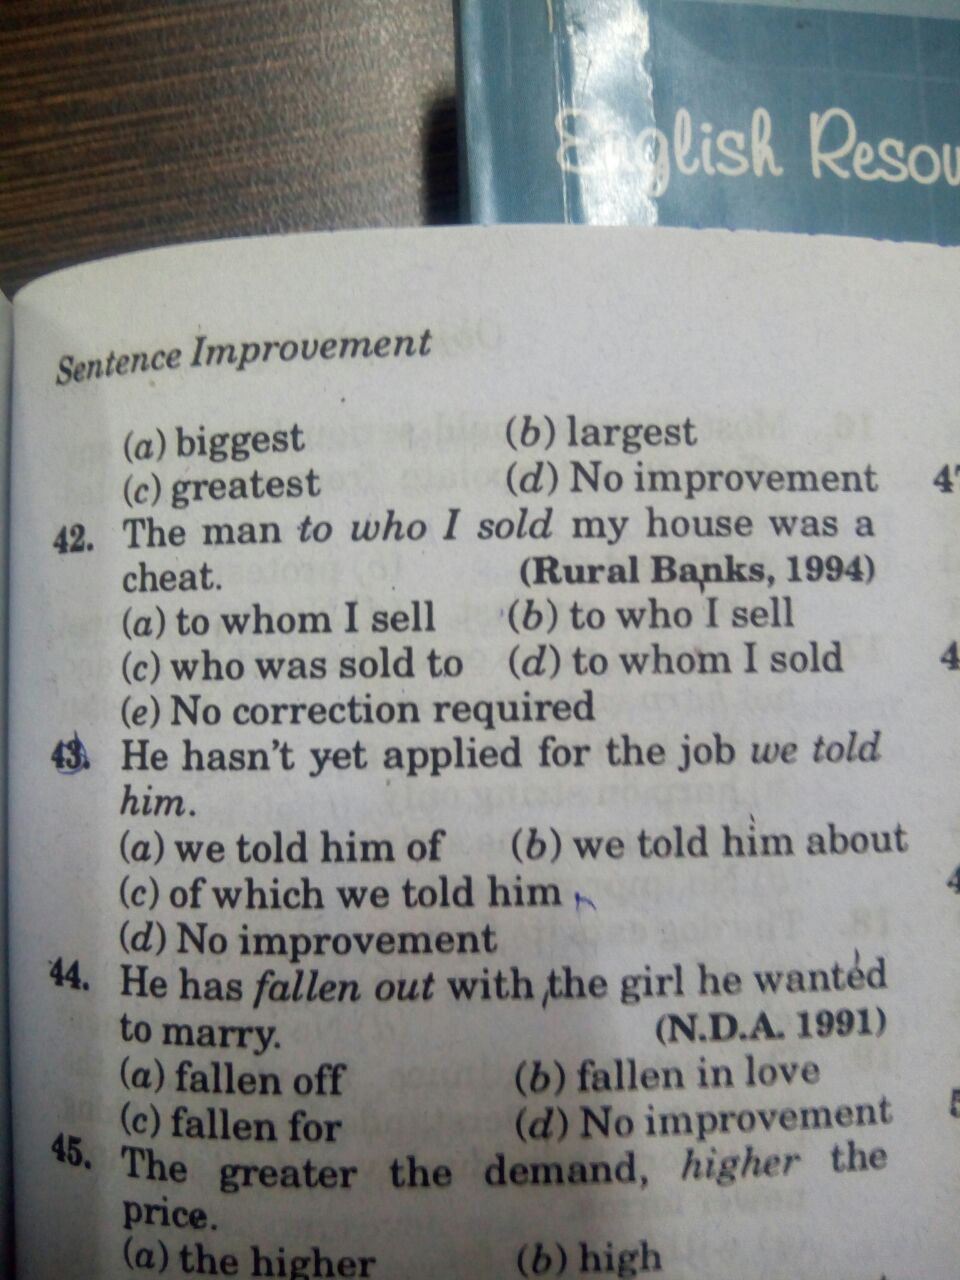 English Resou
Sentence Improvement
(a) biggest (b) largest
(c) greatest (d) No improvement
42. The man to who I sold my house was a
cheat. (Rural Banks, 1994)
(a) to whom I sell (b) to who I sell
(c) who was sold to (d) to whom I sold
(e) No correction required
43. He hasn't yet applied for the job we told
him.
(a) we told him of (b) we told him about
(c) of which we told him
(d) No improvement
44. He has fallen out with the girl he wanted
to marry. (N.D.A. 1991)
(a) fallen off (b) fallen in love
(c) fallen for (d) No improvement
45. The greater the demand, higher the
price.
(a) the higher (b) high